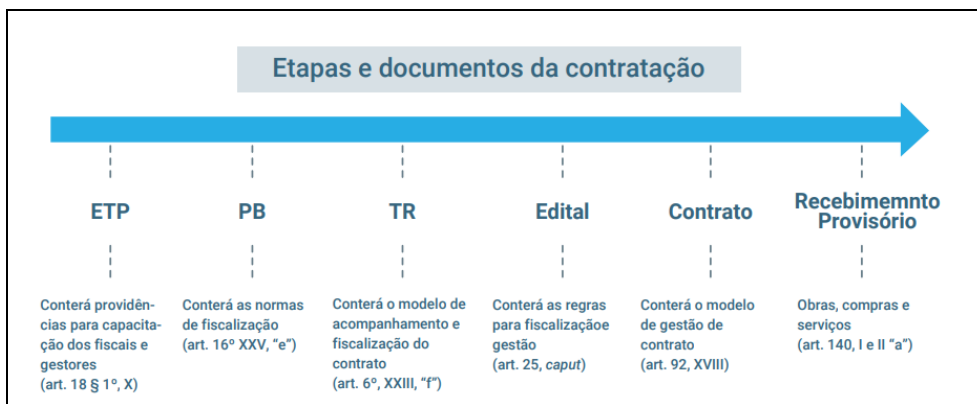 Etapas e documentos da contratação
ETP
PB
TR
Edital
Contrato
Recebimemnto
Provisório
Conterá providên-
cias para capacita-
ção dos fiscais e
gestores
(art. 18 § 1º, X)
Conterá as normas
de fiscalização
(art. 16º XXV, “e”)
Conterá o modelo de
acompanhamento e
fiscalização do
contrato
(art. 6º, XXIII, “f”)
Conterá as regras
para fiscalizaçãoe
gestão
(art. 25, caput)
Conterá o modelo
de gestão de
contrato
(art. 92, XVIII)
Obras, compras e
serviços
(art. 140, I e II “a”)